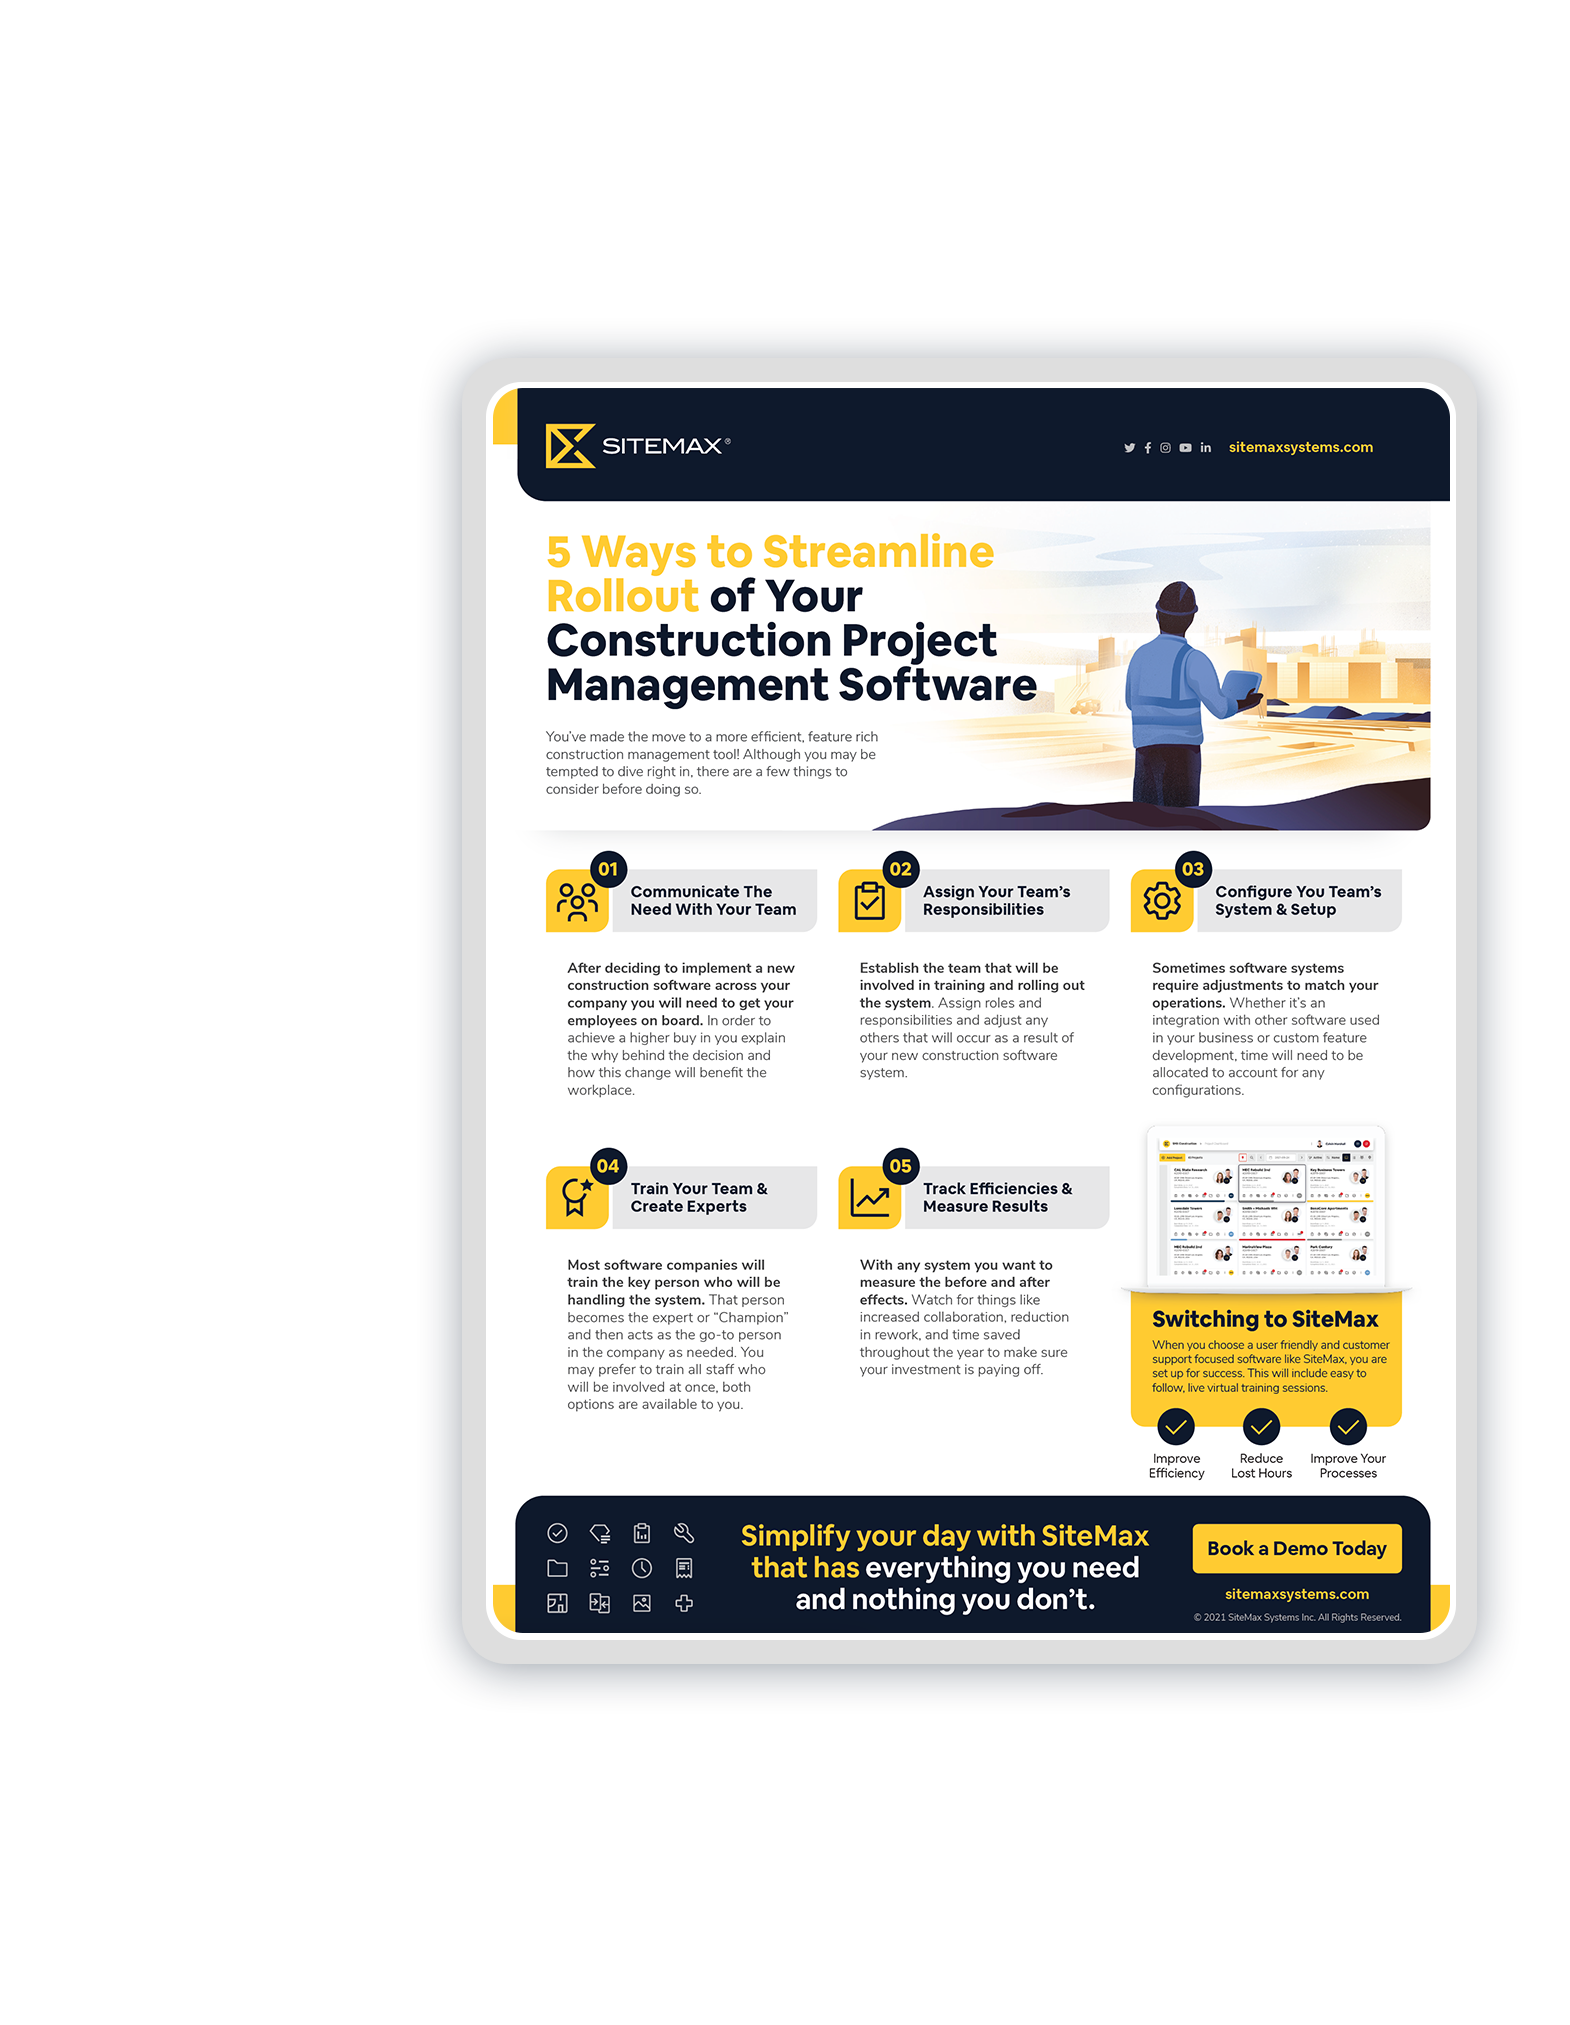 SITEMAX®
sitemaxsystems.com
5 Ways to Streamline
Rollout of Your
Construction Project
Management Software
You've made the move to a more efficient, feature rich
construction management tool! Although you may be
tempted to dive right in, there are a few things to
consider before doing so.
01
Communicate The
Need With Your Team
After deciding to implement a new
construction software across your
company you will need to get your
employees on board. In order to
achieve a higher buy in you explain
the why behind the decision and
how this change will benefit the
workplace.
02
Assign Your Team's
Responsibilities
Establish the team that will be
involved in training and rolling out
the system. Assign roles and
responsibilities and adjust any
others that will occur as a result of
your new construction software
system.
03
Configure You Team's
System & Setup
Sometimes software systems
require adjustments to match your
operations. Whether it's an
integration with other software used
in your business or custom feature
development, time will need to be
allocated to account for any
configurations.
04
Train Your Team &
Create Experts
Most software companies will
train the key person who will be
handling the system. That person
becomes the expert or “Champion”
and then acts as the go-to person
in the company as needed. You
may prefer to train all staff who
will be involved at once, both
options are available to you.
05
Track Efficiencies &
Measure Results
With any system you want to
measure the before and after
effects. Watch for things like
increased collaboration, reduction
in rework, and time saved
throughout the year to make sure
your investment is paying off.
Switching to SiteMax
When you choose a user friendly and customer
support focused software like SiteMax, you are
set up for success. This will include easy to
follow, live virtual training sessions.
Improve
Efficiency
Reduce
Lost Hours
Improve Your
Processes
Simplify your day with SiteMax
that has everything you need
and nothing you don't.
Book a Demo Today
sitemaxsystems.com
© 2021 SiteMax Systems Inc. All Rights Reserved.